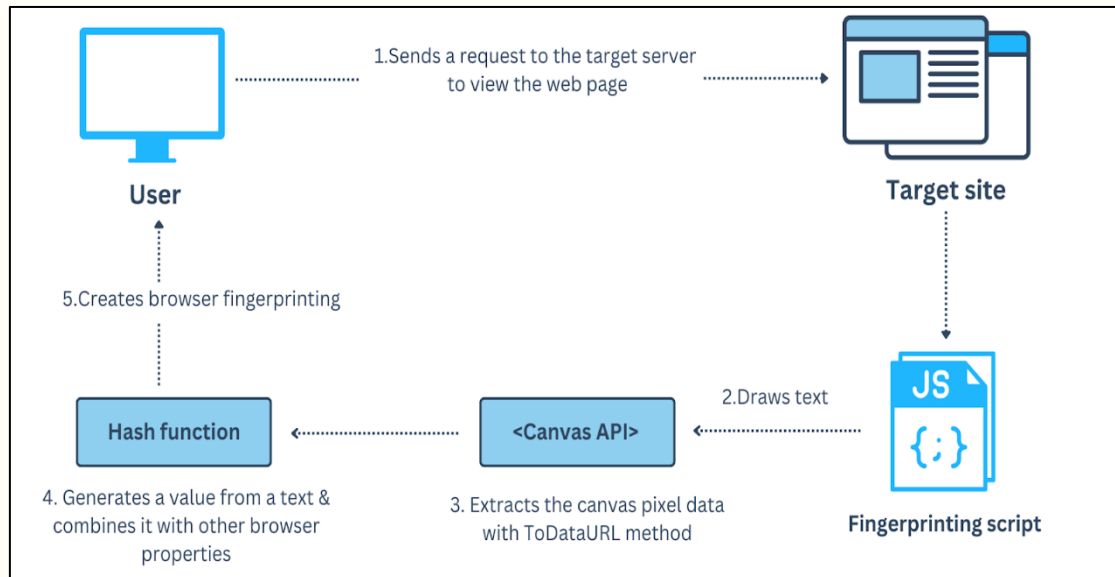 1.Sends a request to the target server
to view the web page
User
Target site
5.Creates browser fingerprinting
JS
{;}
2.Draws text
Hash function
<Canvas API>
4. Generates a value from a text &
combines it with other browser
properties
3. Extracts the canvas pixel data
with ToDataURL method
Fingerprinting script